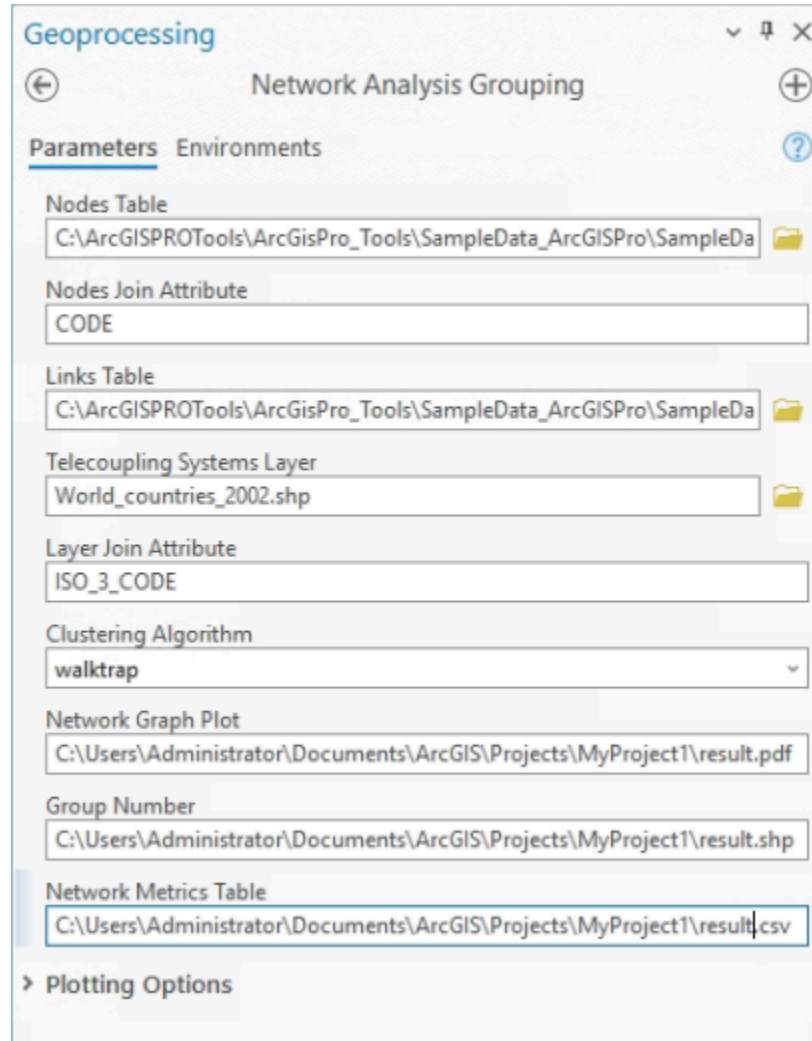 Geoprocessing
Network Analysis Grouping
Parameters Environments
Nodes Table
C:\ArcGISPROTools\ArcGisPro_Tools\SampleData_ArcGISPro\SampleDa
Nodes Join Attribute
CODE
Links Table
C:\ArcGISPROTools\ArcGisPro_Tools\SampleData_ArcGISPro\SampleDa
Telecoupling Systems Layer
World_countries_2002.shp
Layer Join Attribute
ISO_3_CODE
Clustering Algorithm
walktrap
Network Graph Plot
C:\Users\Administrator\Documents\ArcGIS\Projects\MyProject1\result.pdf
Group Number
C:\Users\Administrator\Documents\ArcGIS\Projects\MyProject1\result.shp
Network Metrics Table
C:\Users\Administrator\Documents\ArcGIS\Projects\MyProject1\result.csv
Plotting Options